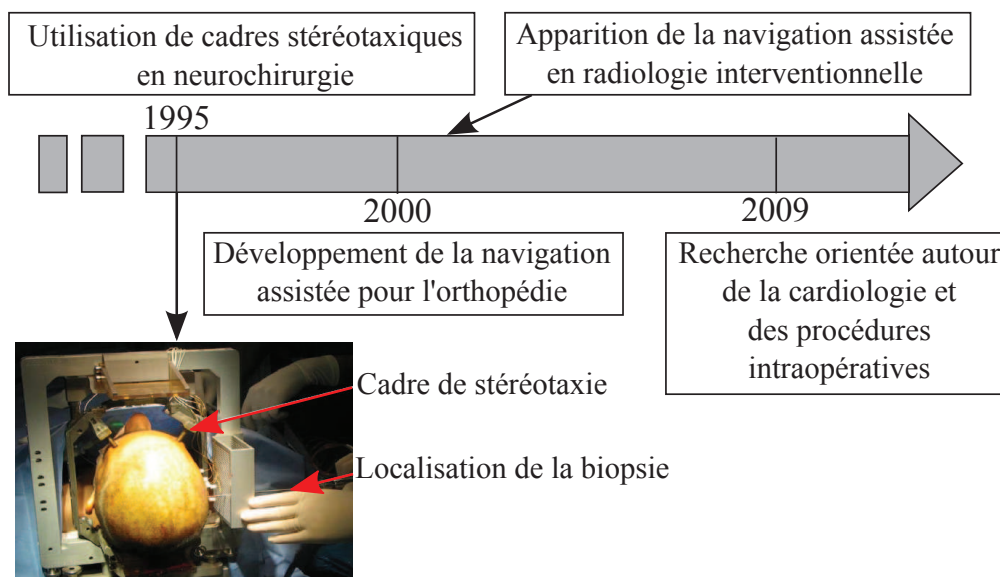 Utilisation de cadres stéréotaxiques
en neurochirurgie
Apparition de la navigation assistée
en radiologie interventionnelle
1995
2000
2009
Développement de la navigation
assistée pour l'orthopédie
Recherche orientée autour
de la cardiologie et
des procédures
intraopératives
Cadre de stéréotaxie
Localisation de la biopsie